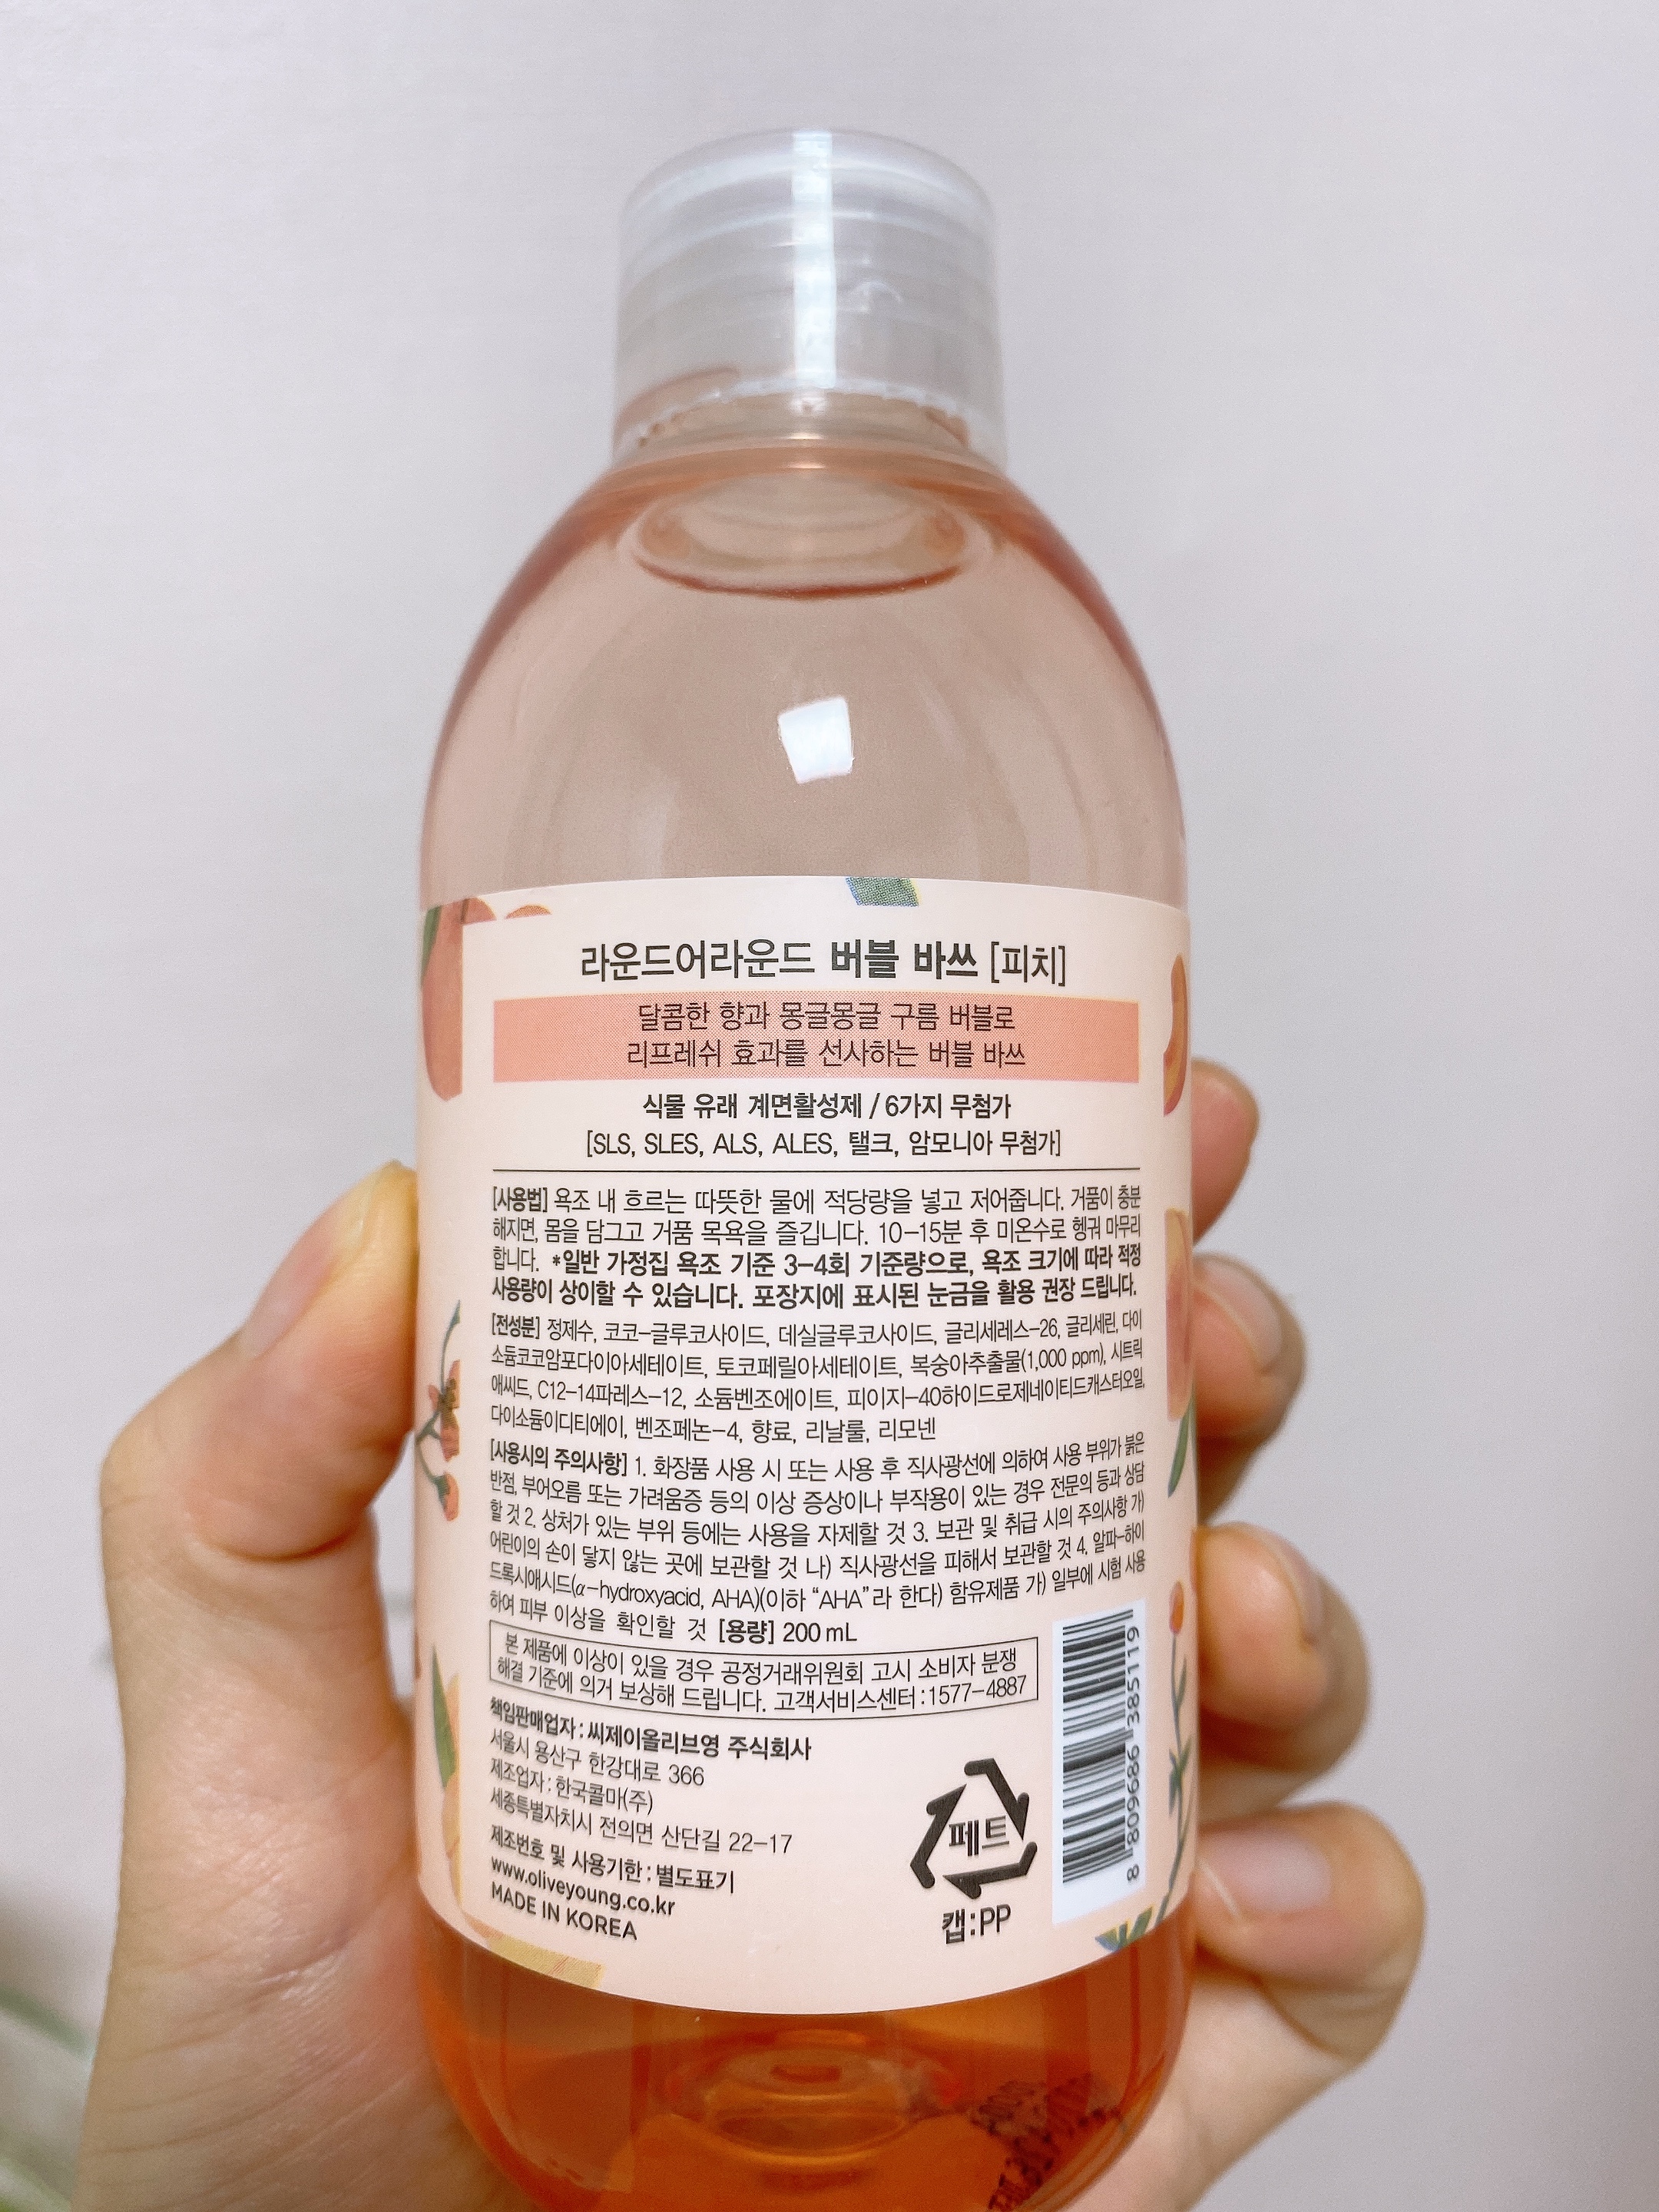 라운드어라운드 버블 바쓰 [피치]
달콤한 향과 몽글몽글 구름 버블로
리프레쉬 효과를 선사하는 버블 바쓰
식물 유래 계면활성제 / 6가지 무첨가
[SLS, SLES, ALS, ALES, 탤크, 암모니아 무첨가]
[사용법] 욕조 내 흐르는 따뜻한 물에 적당량을 넣고 저어줍니다. 거품이 충분
해지면, 몸을 담그고 거품 목욕을 즐깁니다. 10-15분 후 미온수로 헹궈 마무리
합니다. *일반 가정집 욕조 기준 3-4회 기준량으로, 욕조 크기에 따라 적정
사용량이 상이할 수 있습니다. 포장지에 표시된 눈금을 활용 권장 드립니다.
[전성분] 정제수, 코코-글루코사이드, 데실글루코사이드, 글리세레스-26, 글리세린, 다이
소듐코코암포다이아세테이트, 토코페릴아세테이트, 복숭아추출물(1,000 ppm), 시트릭
애씨드, C12-14파레스-12, 소듐벤조에이트, 피이지-40하이드로제네이티드캐스터오일,
다이소듐이디티에이, 벤조페논-4, 향료, 리날룰, 리모넨
[사용시의 주의사항] 1. 화장품 사용 시 또는 사용 후 직사광선에 의하여 사용 부위가 붉은
반점, 부어오름 또는 가려움증 등의 이상 증상이나 부작용이 있는 경우 전문의 등과 상담
할 것 2. 상처가 있는 부위 등에는 사용을 자제할 것 3. 보관 및 취급 시의 주의사항 가)
어린이의 손이 닿지 않는 곳에 보관할 것 나) 직사광선을 피해서 보관할 것 4. 알파-하이
드록시애시드(α-hydroxyacid, AHA)(이하 “AHA”라 한다) 함유제품 가) 일부에 시험 사용
하여 피부 이상을 확인할 것 [용량] 200 mL
본 제품에 이상이 있을 경우 공정거래위원회 고시 소비자 분쟁
해결 기준에 의거 보상해 드립니다. 고객서비스센터 : 1577-4887
책임판매업자 : 씨제이올리브영 주식회사
서울시 용산구 한강대로 366
제조업자 : 한국콜마(주)
세종특별자치시 전의면 산단길 22-17
제조번호 및 사용기한 : 별도표기
www.oliveyoung.co.kr
MADE IN KOREA
페트
캡:PP
8 809686 385119